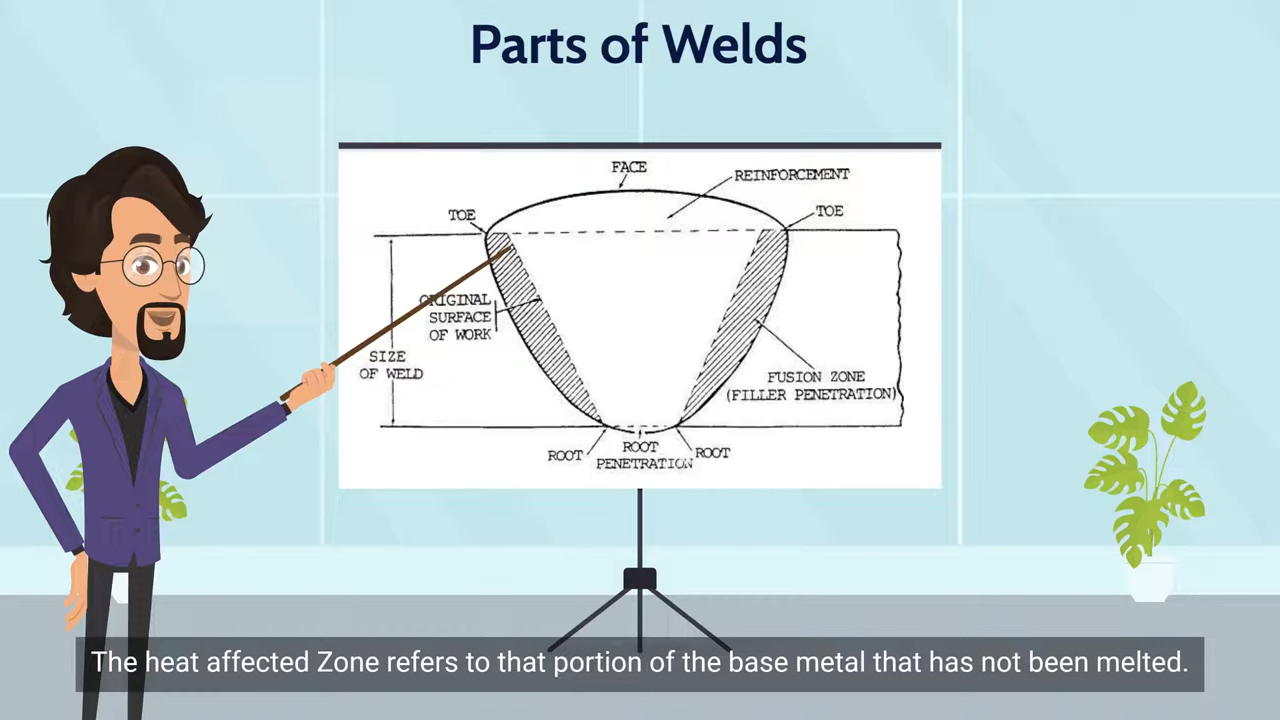 Parts of Welds
FACE
REINFORCEMENT
TOE
TOE
ORIGINAL
SURFACE
OF WORK
SIZE
OF WELD
FUSION ZONE
(FILLER PENETRATION)
ROOT
ROOT
PENETRATION
ROOT
The heat affected Zone refers to that portion of the base metal that has not been melted.